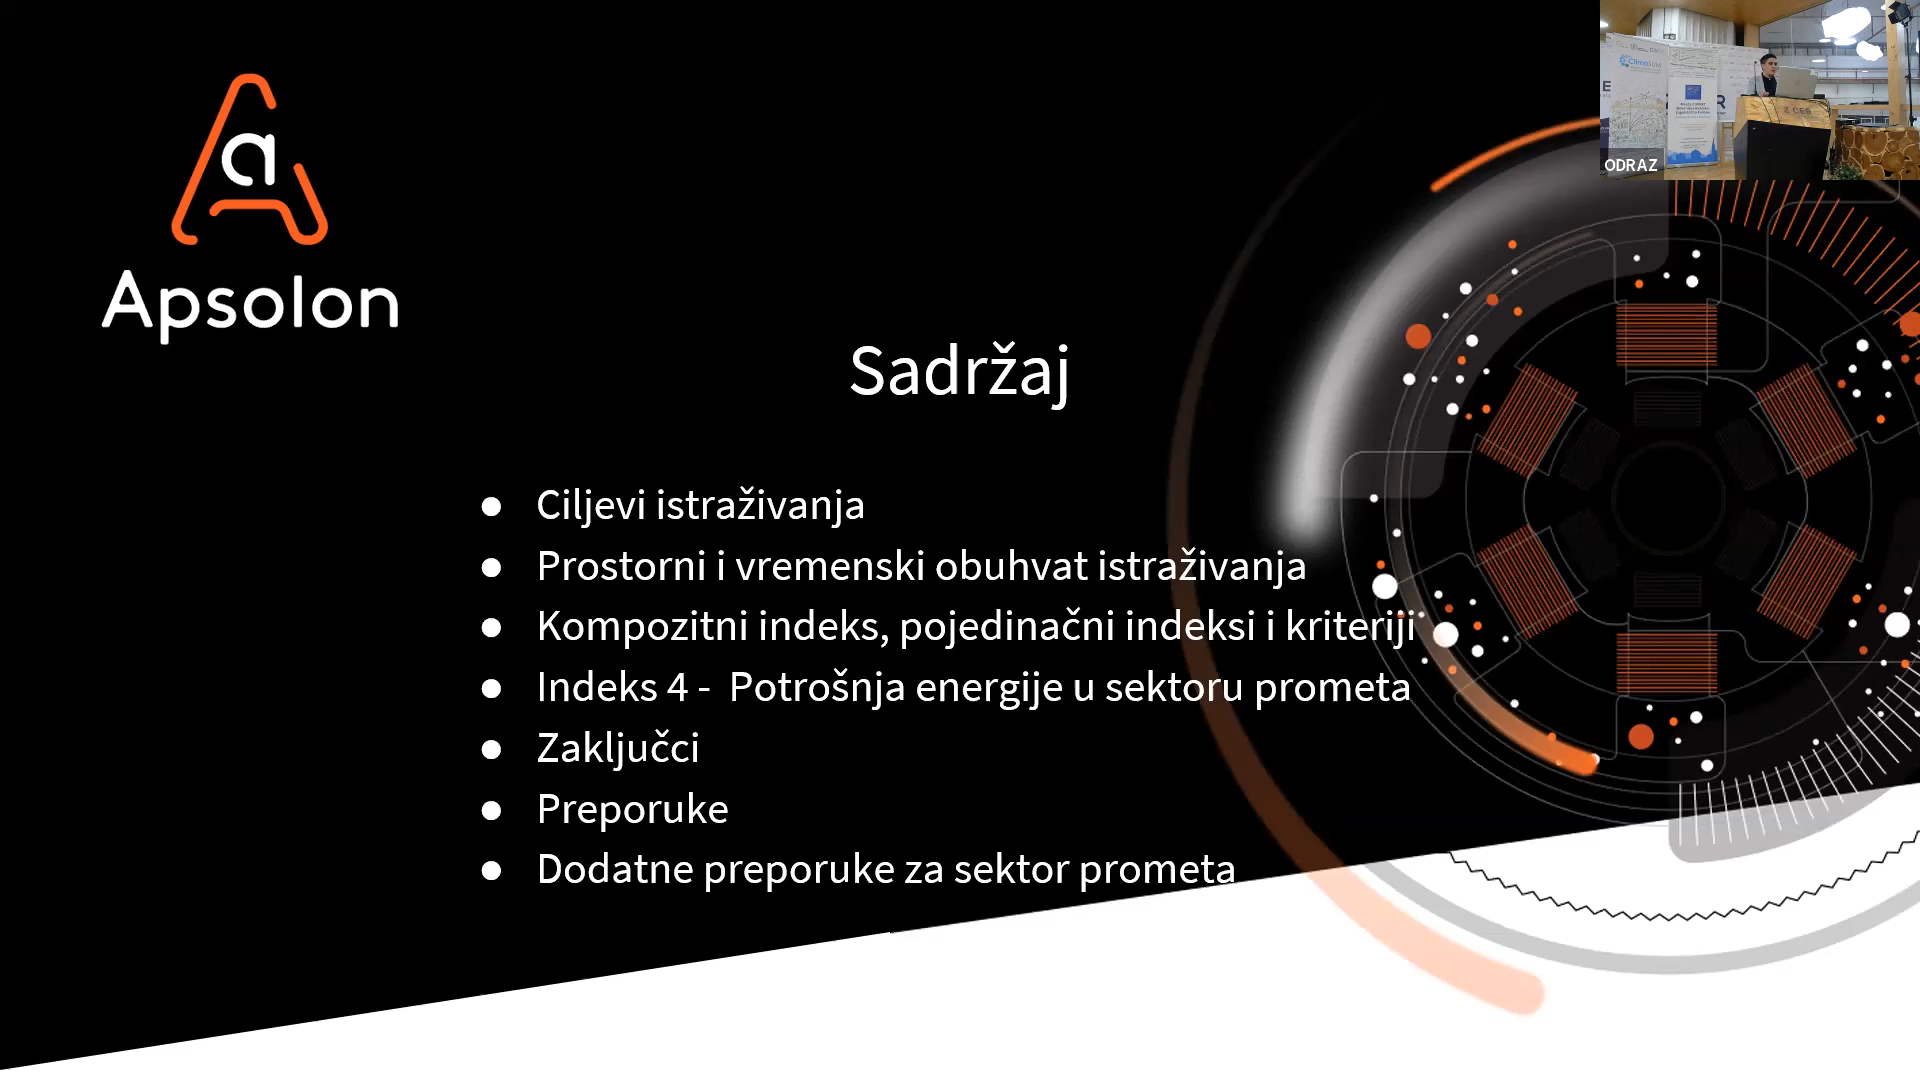 a
Apsolon
Sadržaj
● Ciljevi istraživanja
● Prostorni i vremenski obuhvat istraživanja
● Kompozitni indeks, pojedinačni indeksi i kriteriji
● Indeks 4 - Potrošnja energije u sektoru prometa
● Zaključci
● Preporuke
● Dodatne preporuke za sektor prometa
ODRAZ